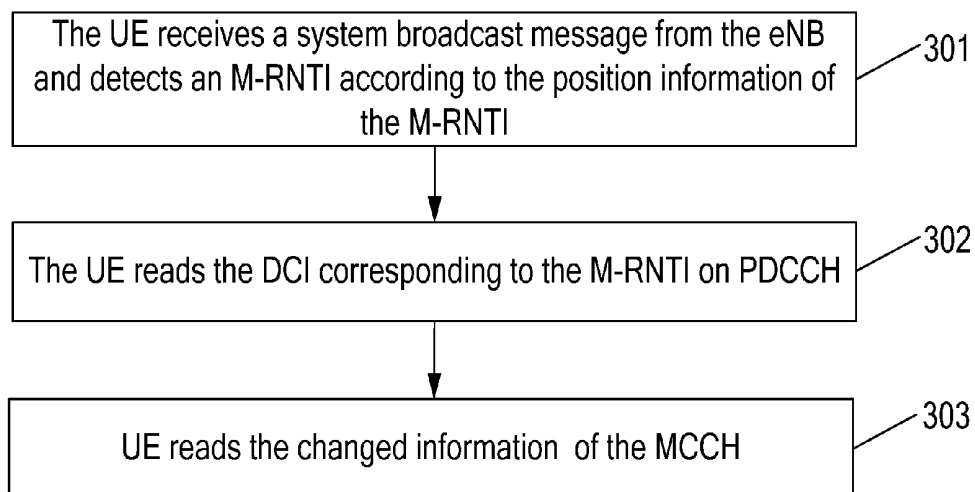 The UE receives a system broadcast message from the eNB
and detects an M-RNTI according to the position information of
the M-RNTI
301
The UE reads the DCI corresponding to the M-RNTI on PDCCH
302
UE reads the changed information of the MCCH
303